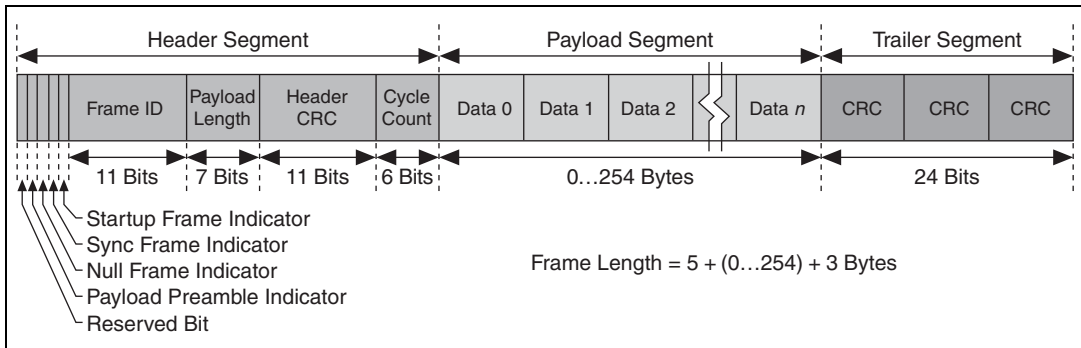 Header Segment
Payload Segment
Trailer Segment
Frame ID
Payload Length
Header CRC
Cycle Count
Data 0
Data 1
Data 2
Data n
CRC
CRC
CRC
11 Bits
7 Bits
11 Bits
6 Bits
0…254 Bytes
24 Bits
Startup Frame Indicator
Sync Frame Indicator
Null Frame Indicator
Payload Preamble Indicator
Reserved Bit
Frame Length = 5 + (0…254) + 3 Bytes